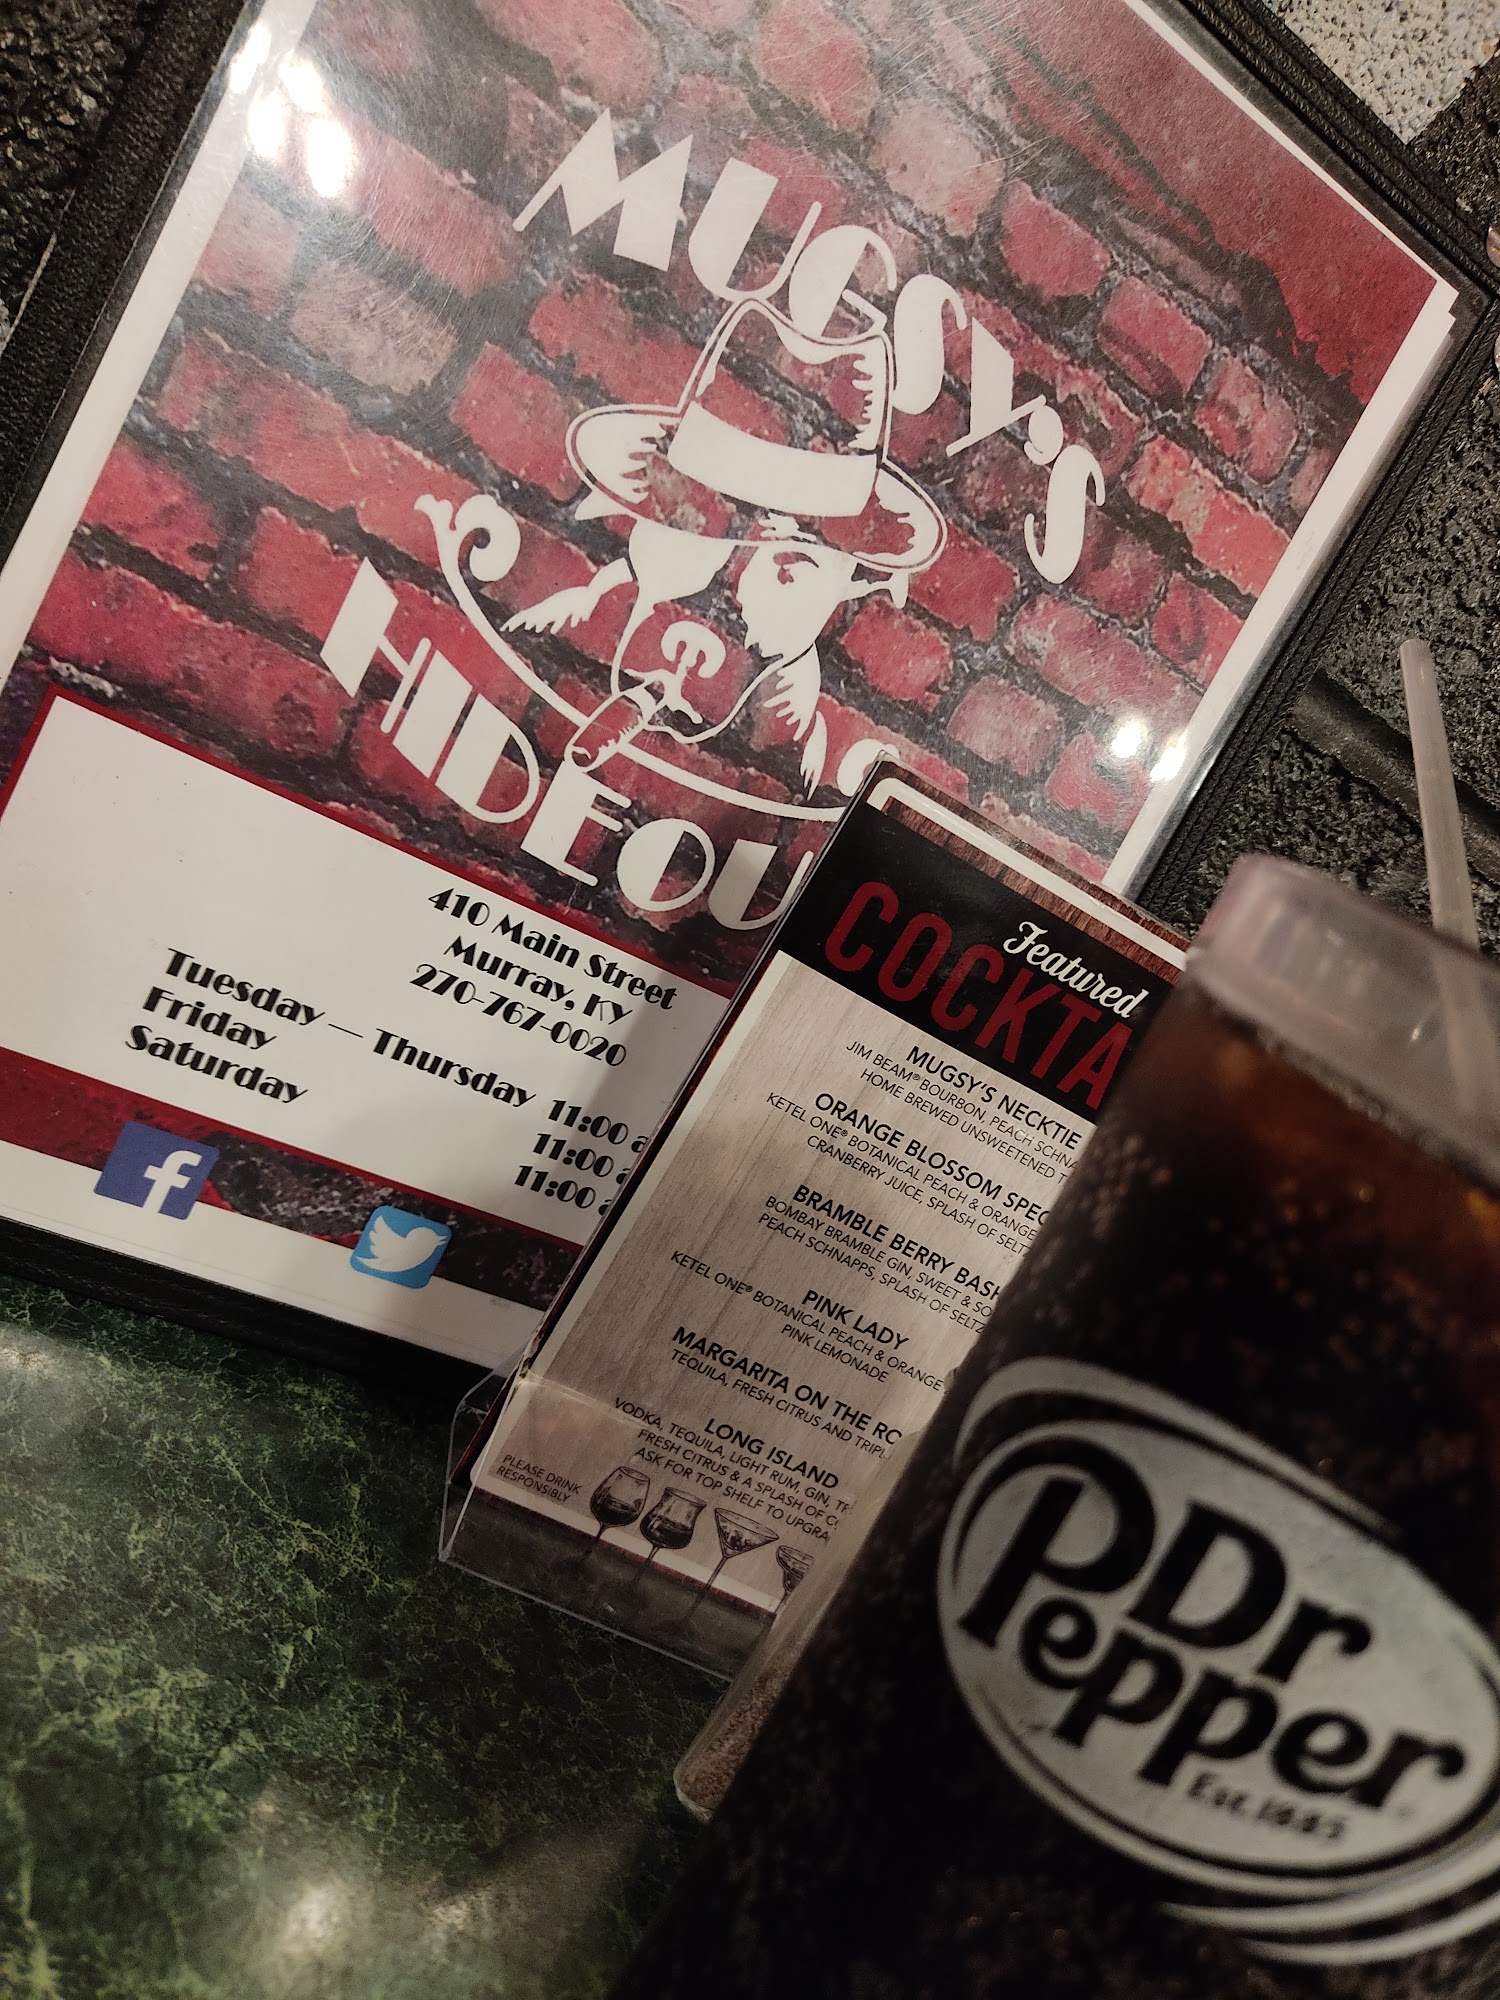 MUGSY'S
HIDEOU
410 Main Street
Murray, KY
270-767-0020
Tuesday — Thursday 11:00 a
Friday 11:00 a
Saturday 11:00 a
Featured
COCKTA
MUGSY'S NECKTIE
JIM BEAM® BOURBON, PEACH SCHNA
HOME BREWED UNSWEETENED T
ORANGE BLOSSOM SPEC
KETEL ONE® BOTANICAL PEACH & ORANGE
CRANBERRY JUICE, SPLASH OF SELT
BRAMBLE BERRY BASH
BOMBAY BRAMBLE GIN, SWEET & SO
PEACH SCHNAPPS, SPLASH OF SELTZ
PINK LADY
KETEL ONE® BOTANICAL PEACH & ORANGE
PINK LEMONADE
MARGARITA ON THE RO
TEQUILA, FRESH CITRUS AND TRIPL
LONG ISLAND
VODKA, TEQUILA, LIGHT RUM, GIN, TR
FRESH CITRUS & A SPLASH OF CO
ASK FOR TOP SHELF TO UPGRA
PLEASE DRINK
RESPONSIBLY
Dr
Pepper
Est. 1885